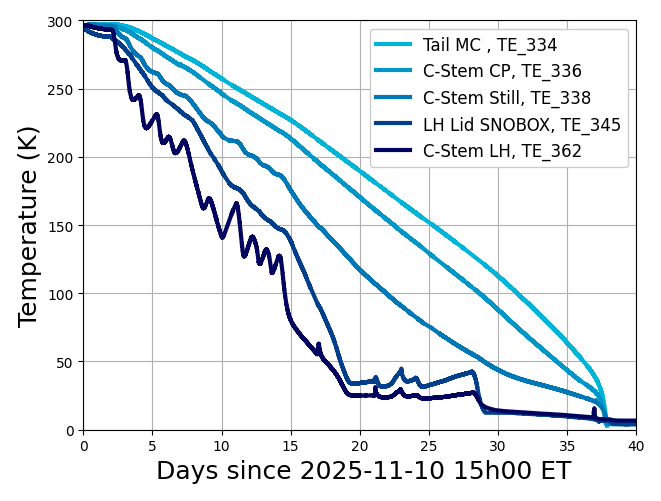 Temperature (K)
300
250
200
150
100
50
0
Tail MC , TE_334
C-Stem CP, TE_336
C-Stem Still, TE_338
LH Lid SNOBOX, TE_345
C-Stem LH, TE_362
0 5 10 15 20 25 30 35 40
Days since 2025-11-10 15h00 ET